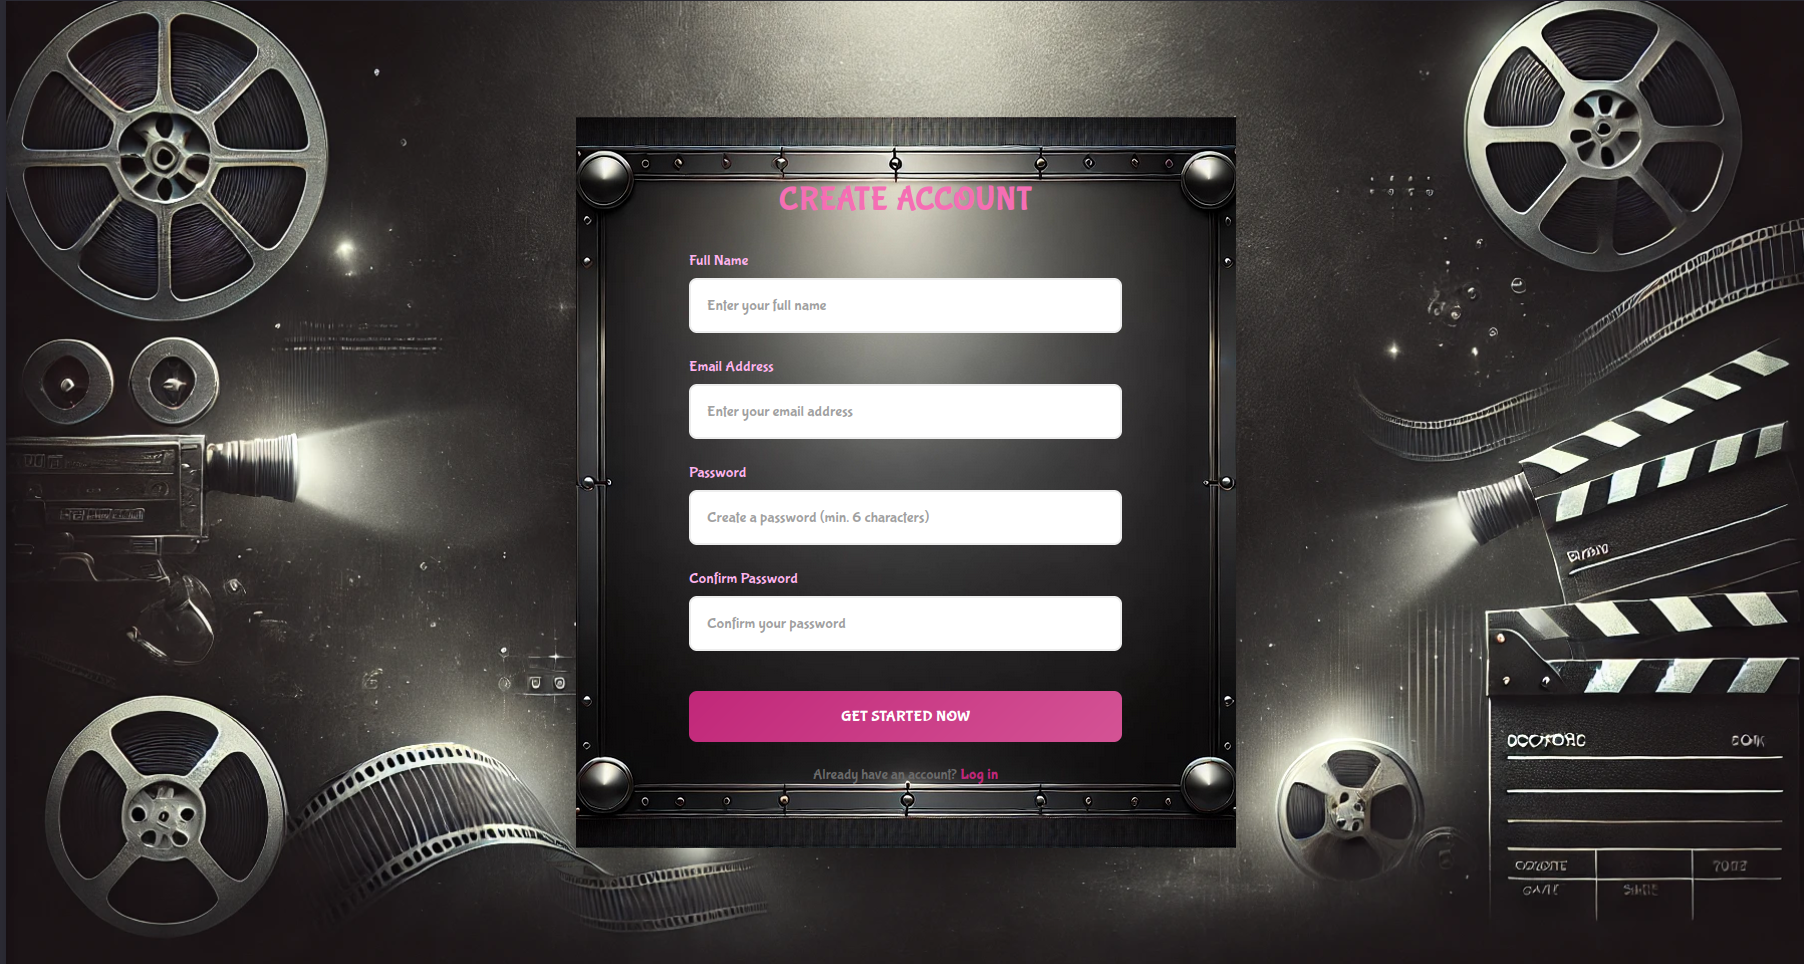 CREATE ACCOUNT
Full Name
Enter your full name
Email Address
Enter your email address
Password
Create a password (min. 6 characters)
Confirm Password
Confirm your password
GET STARTED NOW
Already have an account? Log in